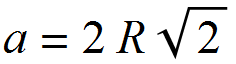 a = 2 R √2